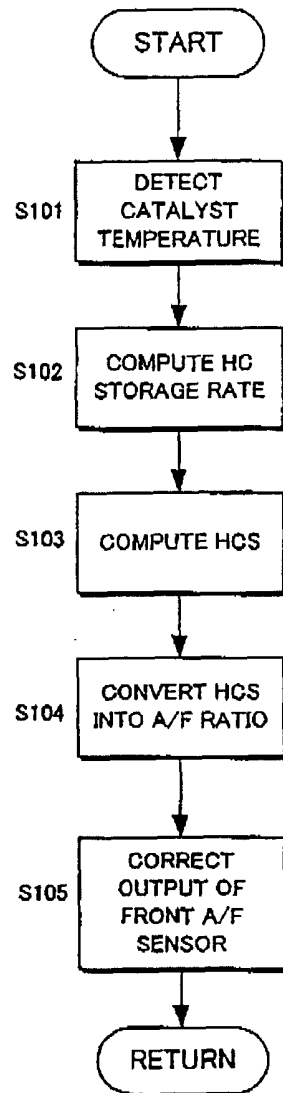 START
S101
DETECT
CATALYST
TEMPERATURE
S102
COMPUTE HC
STORAGE RATE
S103
COMPUTE HCS
S104
CONVERT HCS
INTO A/F RATIO
S105
CORRECT
OUTPUT OF
FRONT A/F
SENSOR
RETURN